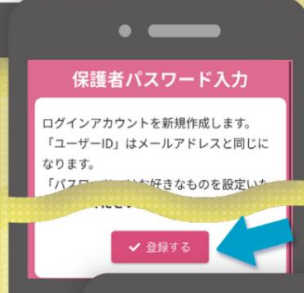 保護者パスワード入力
ログインアカウントを新規作成します。
「ユーザーID」はメールアドレスと同じに
なります。
お好きなものを設定いた
登録する